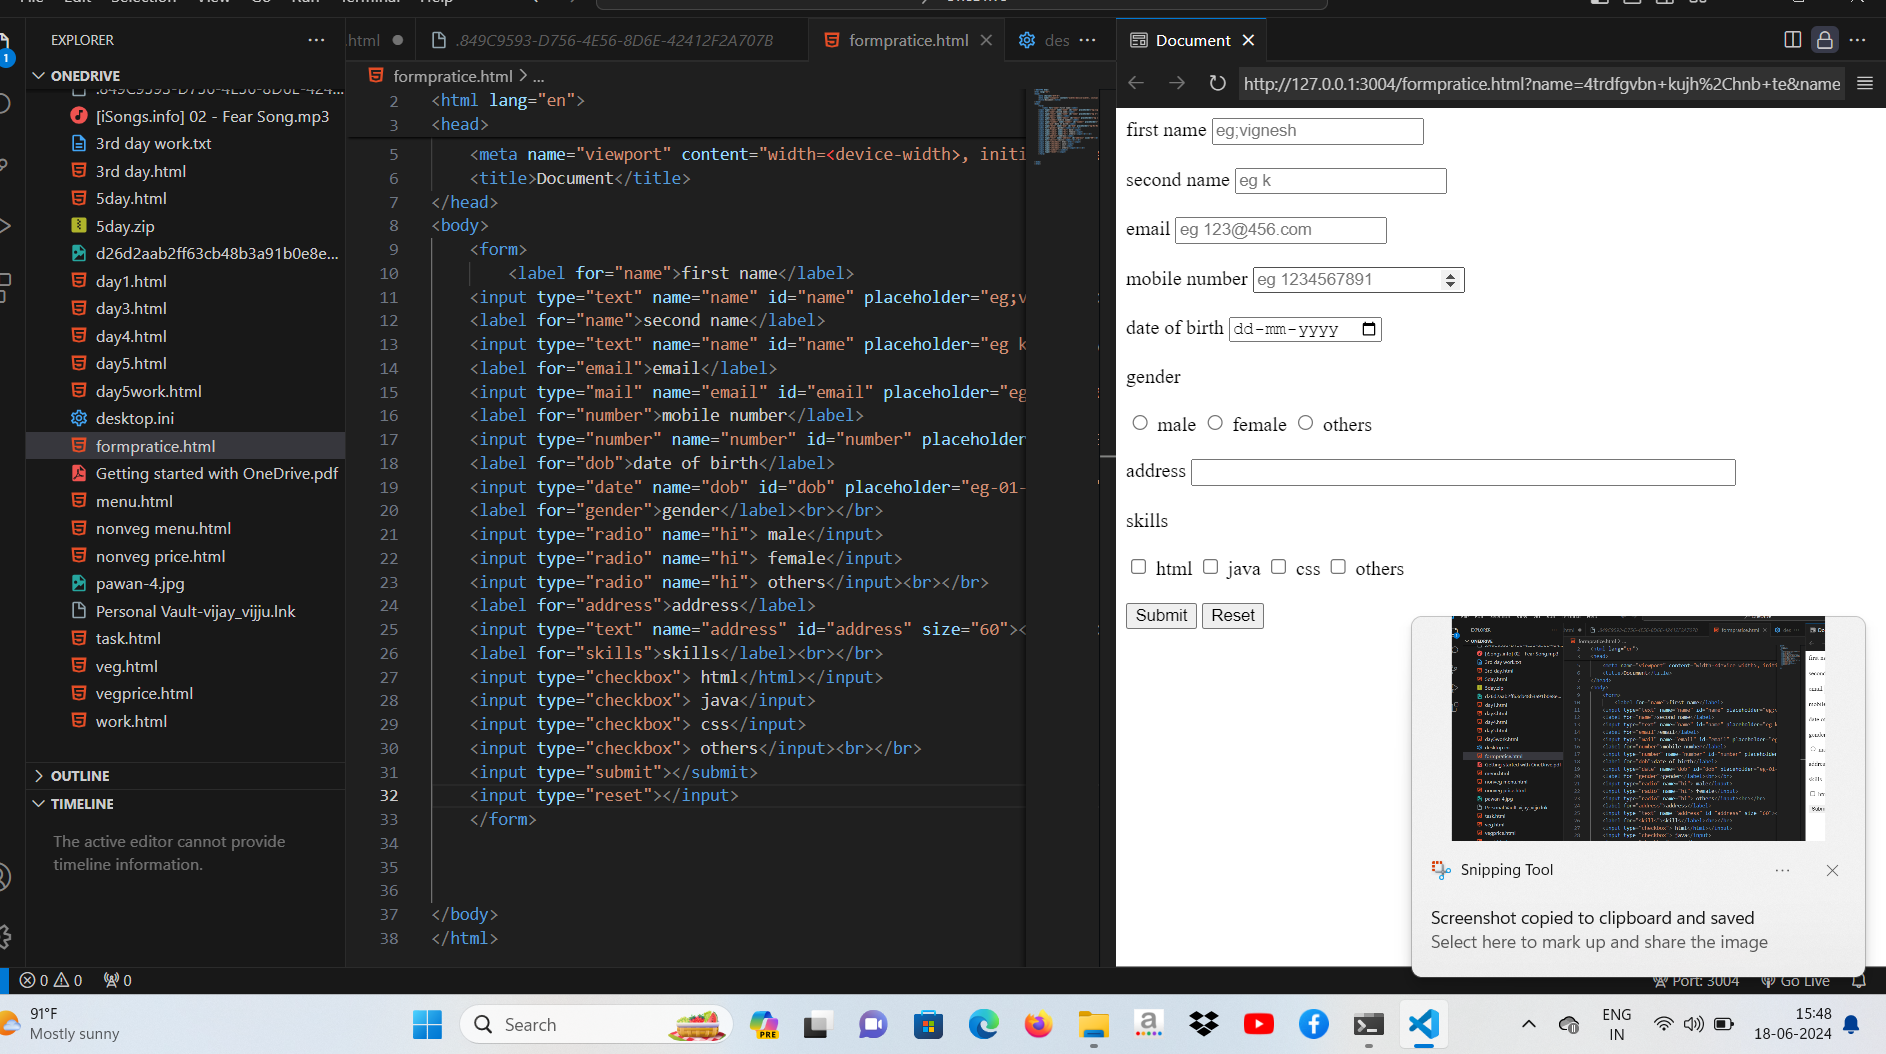 File Edit Selection View Go Run Terminal Help
EXPLORER
ONEDRIVE
.849C9593-D756-4E56-8D6E-424...
[iSongs.info] 02 - Fear Song.mp3
3rd day work.txt
3rd day.html
5day.html
5day.zip
d26d2aab2ff63cb48b3a91b0e8e...
day1.html
day3.html
day4.html
day5.html
day5work.html
desktop.ini
formpratice.html
Getting started with OneDrive.pdf
menu.html
nonveg menu.html
nonveg price.html
pawan-4.jpg
Personal Vault-vijay_vijju.lnk
task.html
veg.html
vegprice.html
work.html
OUTLINE
TIMELINE
The active editor cannot provide
timeline information.
.html
.849C9593-D756-4E56-8D6E-42412F2A707B
formpratice.html
des
formpratice.html > ...
2 <html lang="en">
3 <head>
5 <meta name="viewport" content="width=<device-width>, initi
6 <title>Document</title>
7 </head>
8 <body>
9 <form>
10 <label for="name">first name</label>
11 <input type="text" name="name" id="name" placeholder="eg;v
12 <label for="name">second name</label>
13 <input type="text" name="name" id="name" placeholder="eg k
14 <label for="email">email</label>
15 <input type="mail" name="email" id="email" placeholder="eg
16 <label for="number">mobile number</label>
17 <input type="number" name="number" id="number" placeholder
18 <label for="dob">date of birth</label>
19 <input type="date" name="dob" id="dob" placeholder="eg-01-
20 <label for="gender">gender</label><br></br>
21 <input type="radio" name="hi"> male</input>
22 <input type="radio" name="hi"> female</input>
23 <input type="radio" name="hi"> others</input><br></br>
24 <label for="address">address</label>
25 <input type="text" name="address" id="address" size="60"><
26 <label for="skills">skills</label><br></br>
27 <input type="checkbox"> html</html></input>
28 <input type="checkbox"> java</input>
29 <input type="checkbox"> css</input>
30 <input type="checkbox"> others</input><br></br>
31 <input type="submit"></submit>
32 <input type="reset"></input>
33 </form>
34
35
36
37 </body>
38 </html>
Document
http://127.0.0.1:3004/formpratice.html?name=4trdfgvbn+kujh%2Chnb+te&name
first name eg;vignesh
second name eg k
email eg 123@456.com
mobile number eg 1234567891
date of birth dd-mm-yyyy
gender
male female others
address
skills
html java css others
Submit Reset
Snipping Tool
Screenshot copied to clipboard and saved
Select here to mark up and share the image
1
0 0 0
Port: 3004 Go Live
91°F
Mostly sunny
Search
PRE
ENG
IN
15:48
18-06-2024